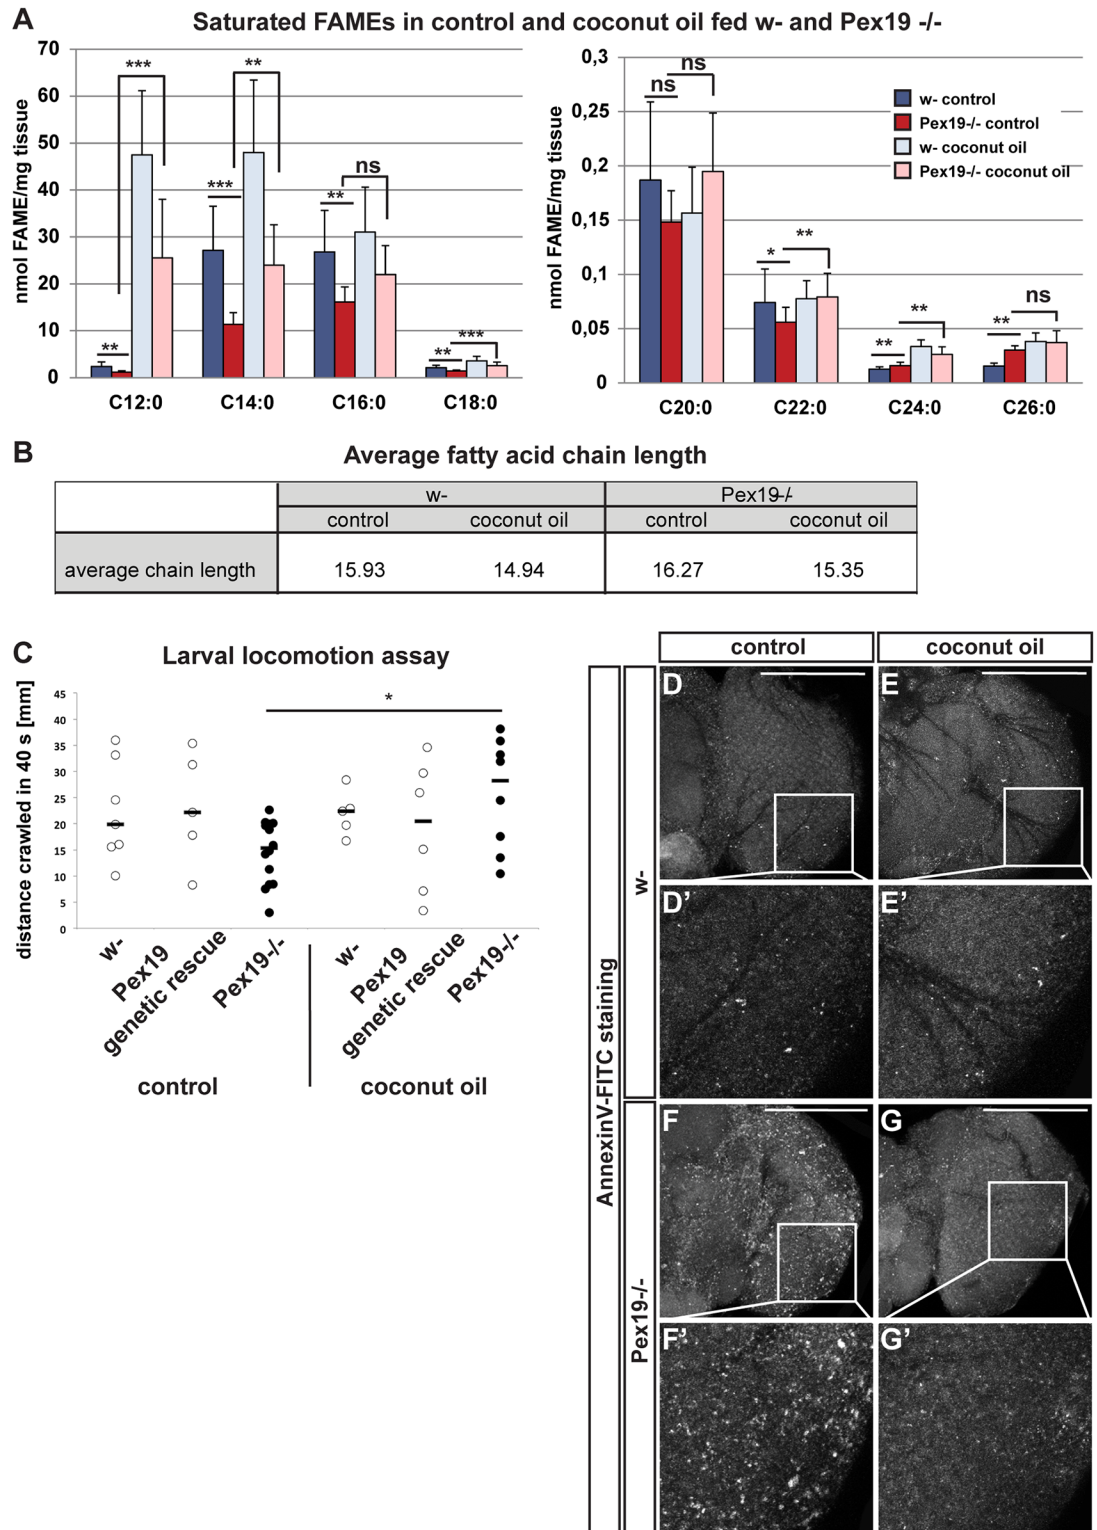 A
Saturated FAMEs in control and coconut oil fed w- and Pex19 -/-
70
60
50
40
30
20
10
0
nmol FAME/mg tissue
***
**
**
***
**
ns
**
***
C12:0
C14:0
C16:0
C18:0
0,3
0,25
0,2
0,15
0,1
0,05
0
nmol FAME/mg tissue
ns
ns
*
**
**
**
**
ns
w- control
Pex19-/- control
w- coconut oil
Pex19-/- coconut oil
C20:0
C22:0
C24:0
C26:0
B
Average fatty acid chain length
w-
Pex19-/-
control
coconut oil
control
coconut oil
average chain length
15.93
14.94
16.27
15.35
C
Larval locomotion assay
distance crawled in 40 s [mm]
45
40
35
30
25
20
15
10
5
0
*
w-
Pex19
genetic rescue
Pex19-/-
w-
Pex19
genetic rescue
Pex19-/-
control
coconut oil
control
coconut oil
AnnexinV-FITC staining
w-
Pex19-/-
D
E
D'
E'
F
G
F'
G'